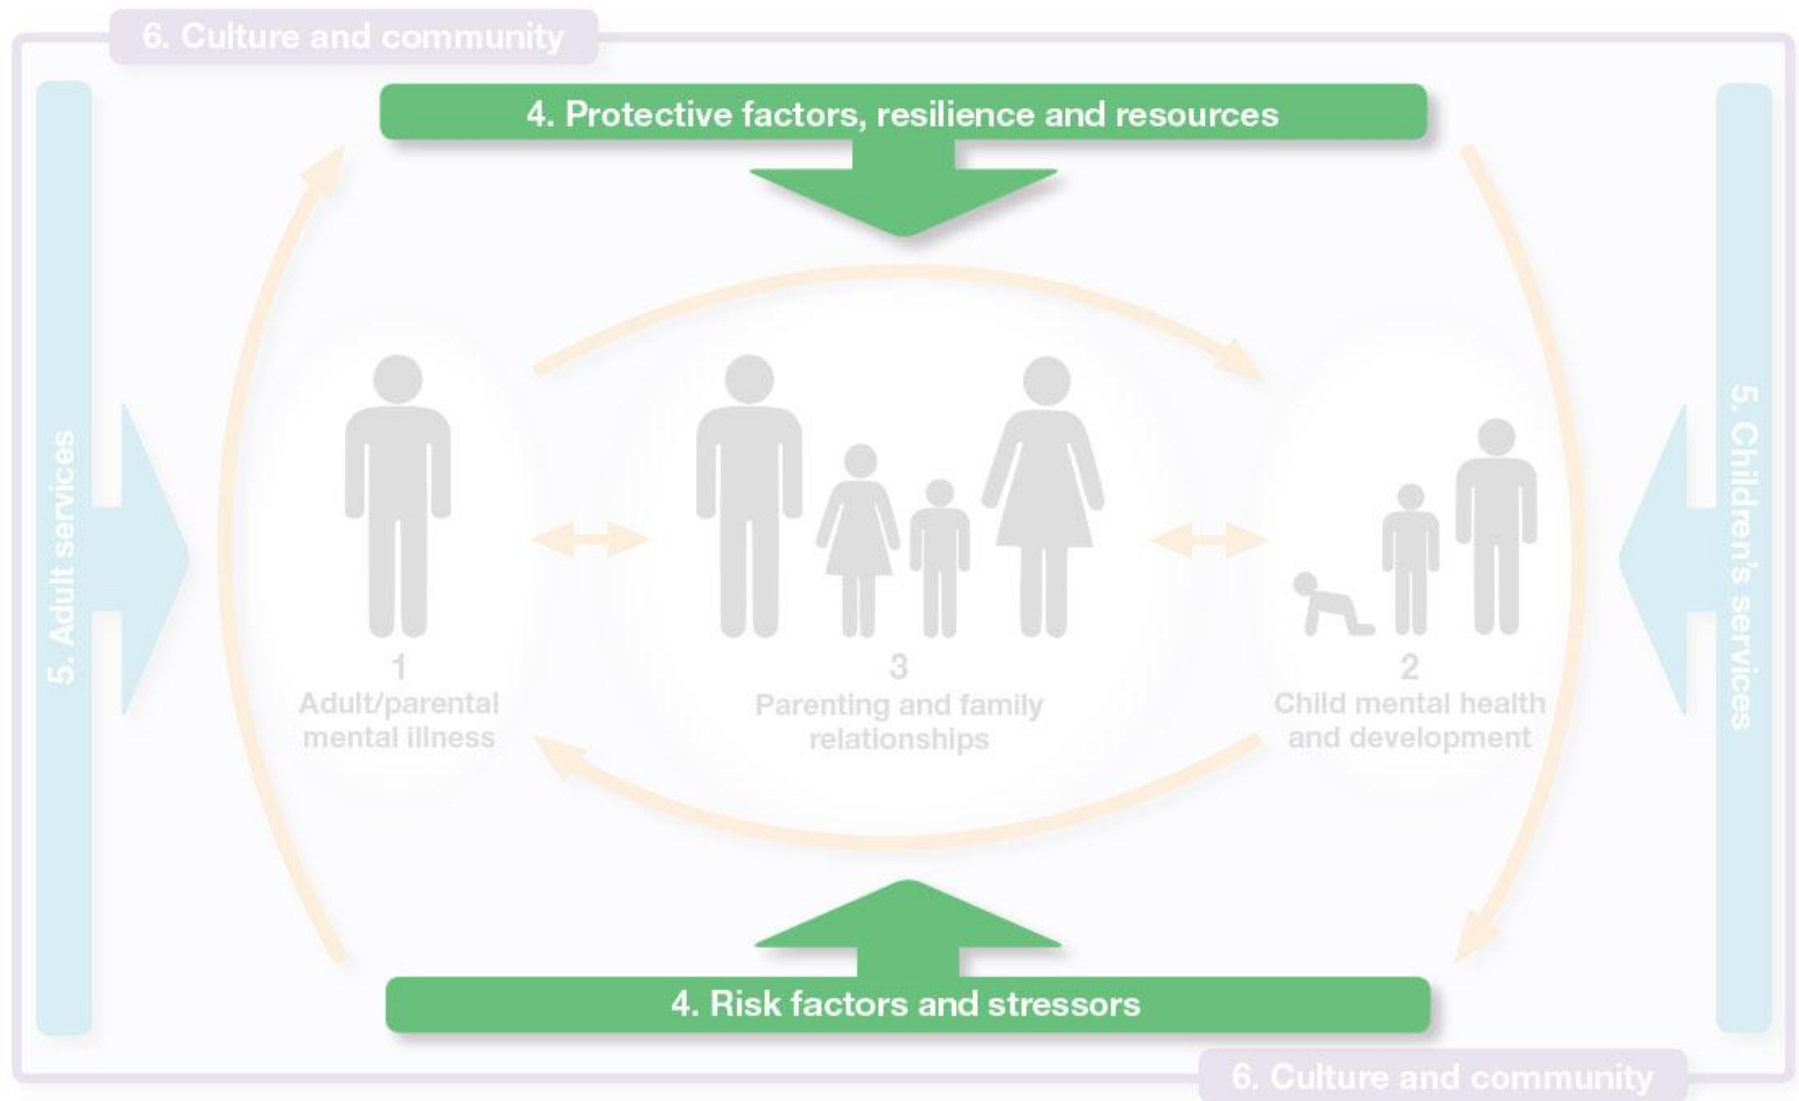 6. Culture and community
4. Protective factors, resilience and resources
5. Adult services
5. Children's services
1
Adult/parental
mental illness
3
Parenting and family
relationships
2
Child mental health
and development
4. Risk factors and stressors
6. Culture and community